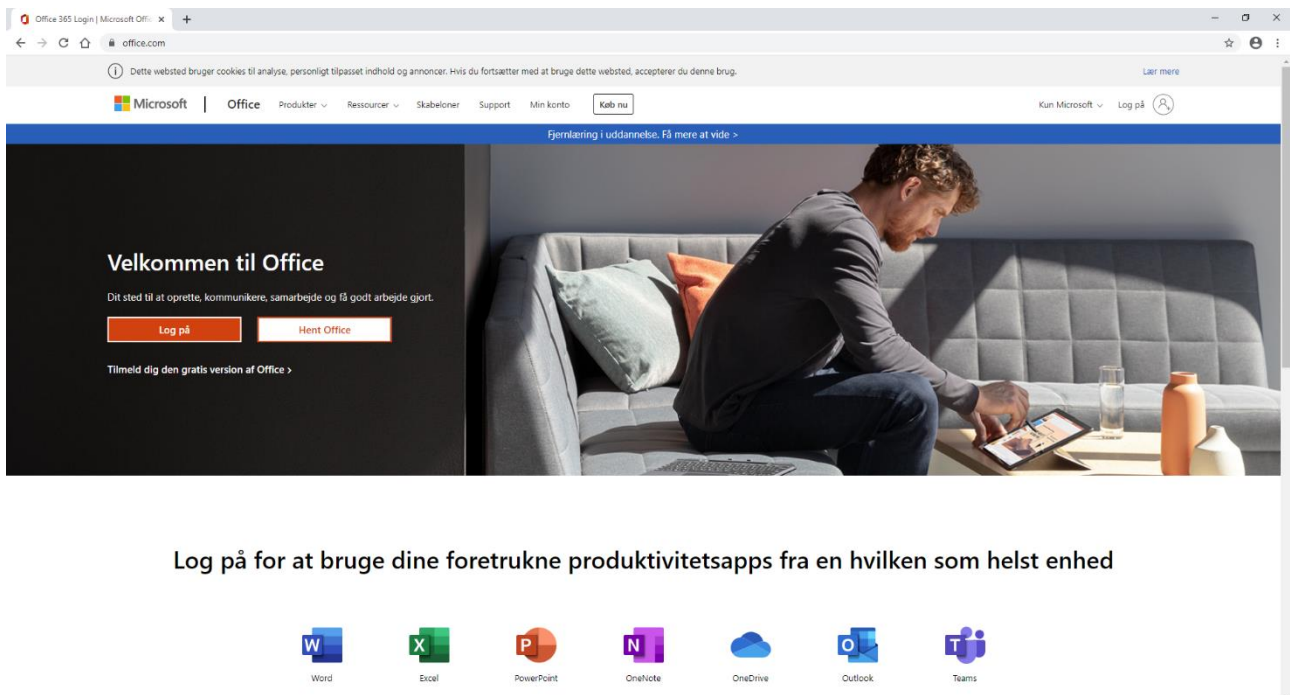 Office 365 Login | Microsoft Offic
office.com
Dette websted bruger cookies til analyse, personligt tilpasset indhold og annoncer. Hvis du fortsætter med at bruge dette websted, accepterer du denne brug.
Lær mere
Microsoft | Office Produkter Ressourcer Skabeloner Support Min konto Køb nu Kun Microsoft Log på
Fjernlæring i uddannelse. Få mere at vide >
Velkommen til Office
Dit sted til at oprette, kommunikere, samarbejde og få godt arbejde gjort.
Log på Hent Office
Tilmeld dig den gratis version af Office >
Log på for at bruge dine foretrukne produktivitetsapps fra en hvilken som helst enhed
Word Excel PowerPoint OneNote OneDrive Outlook Teams